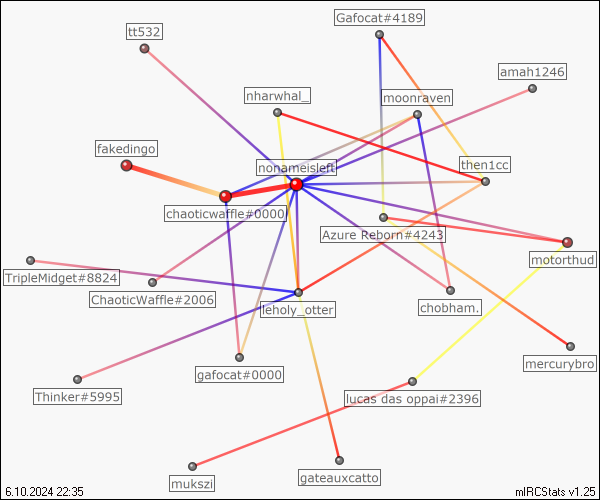 Gafocat#4189
tt532
amah1246
nharwhal_
moonraven
fakedingo
nonameisleft
then1cc
chaoticwaffle#0000
Azure Reborn#4243
motorthud
TripleMidget#8824
ChaoticWaffle#2006
leholy_otter
chobham.
mercurybro
gafocat#0000
Thinker#5995
lucas das oppai#2396
mukszi
gateauxcatto
6.10.2024 22:35
mIRCStats v1.25